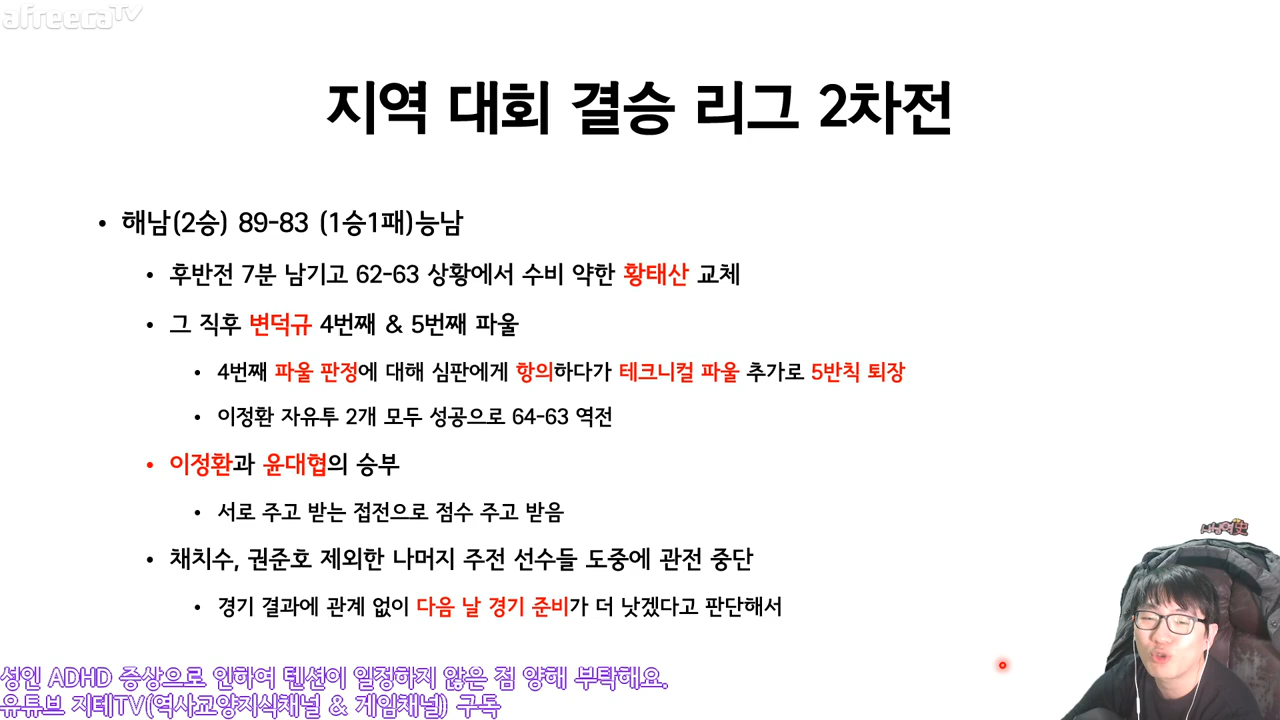 afreecaTV
지역 대회 결승 리그 2차전
• 해남(2승) 89-83 (1승1패)능남
• 후반전 7분 남기고 62-63 상황에서 수비 약한 황태산 교체
• 그 직후 변덕규 4번째 & 5번째 파울
• 4번째 파울 판정에 대해 심판에게 항의하다가 테크니컬 파울 추가로 5반칙 퇴장
• 이정환 자유투 2개 모두 성공으로 64-63 역전
• 이정환과 윤대협의 승부
• 서로 주고 받는 접전으로 점수 주고 받음
• 채치수, 권준호 제외한 나머지 주전 선수들 도중에 관전 중단
• 경기 결과에 관계 없이 다음 날 경기 준비가 더 낫겠다고 판단해서
성인 ADHD 증상으로 인하여 텐션이 일정하지 않은 점 양해 부탁해요.
유튜브 지테TV(역사교양지식채널 & 게임채널) 구독